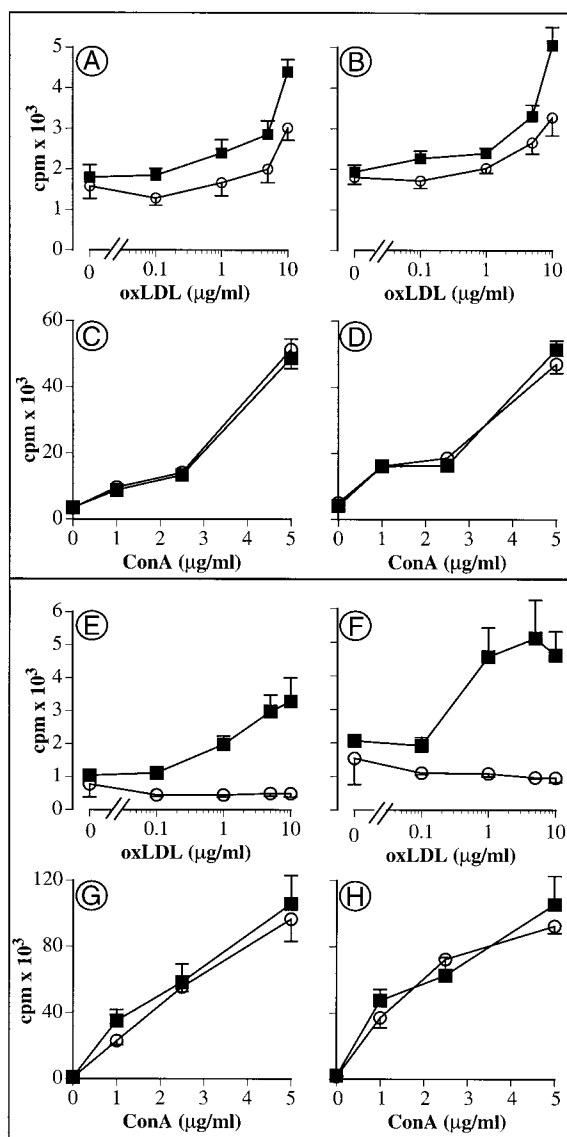 A
B
5
4
3
2
1
0
cpm x 10³
0 // 0.1 1 10
oxLDL (µg/ml)
0 // 0.1 1 10
oxLDL (µg/ml)
C
D
60
40
20
0
cpm x 10³
0 1 2 3 4 5
ConA (µg/ml)
0 1 2 3 4 5
ConA (µg/ml)
E
F
6
5
4
3
2
1
0
cpm x 10³
0 // 0.1 1 10
oxLDL (µg/ml)
0 // 0.1 1 10
oxLDL (µg/ml)
G
H
120
80
40
0
cpm x 10³
0 1 2 3 4 5
ConA (µg/ml)
0 1 2 3 4 5
ConA (µg/ml)